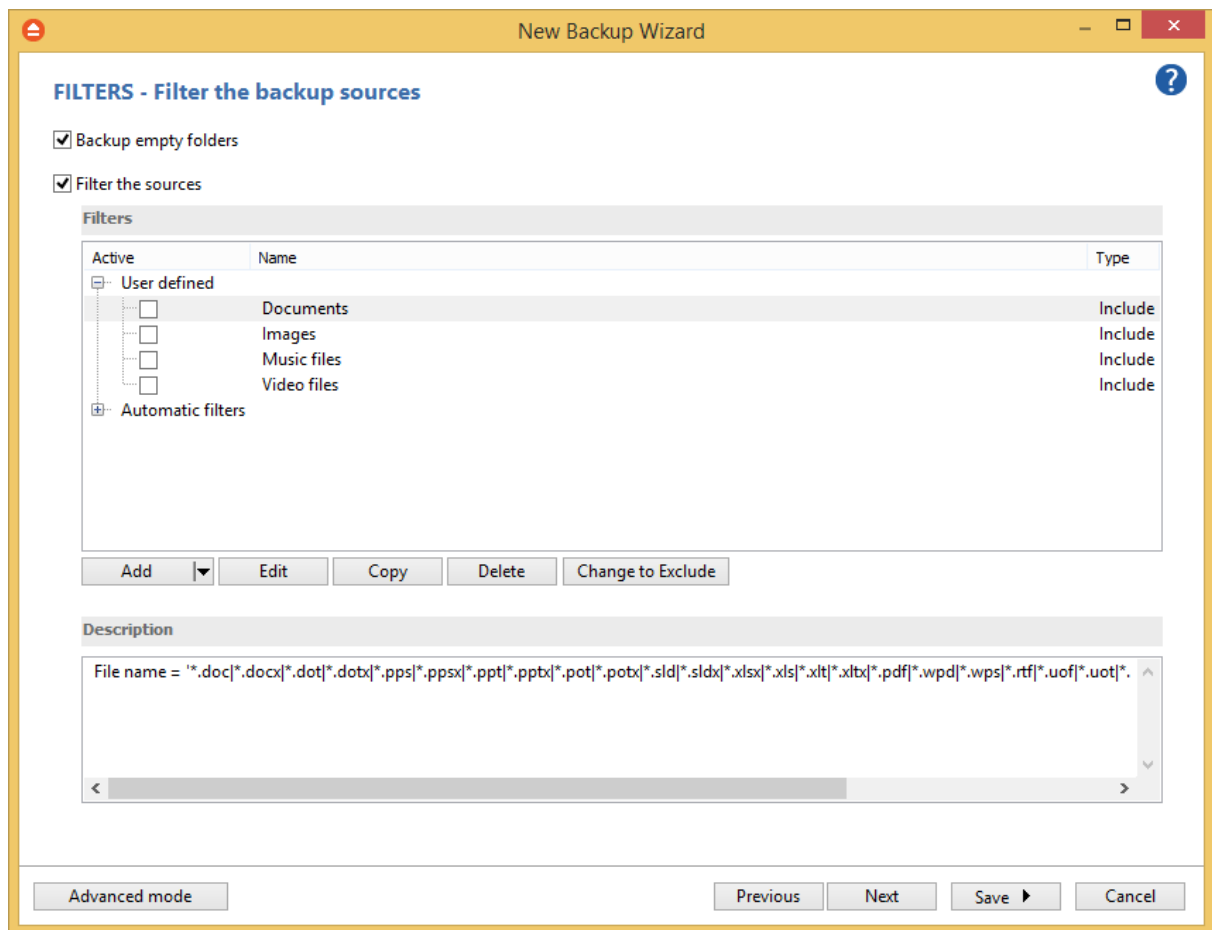 New Backup Wizard
FILTERS - Filter the backup sources
?
Backup empty folders
Filter the sources
Filters
Active Name Type
User defined
Documents Include
Images Include
Music files Include
Video files Include
Automatic filters
Add Edit Copy Delete Change to Exclude
Description
File name = '*.doc|*.docx|*.dot|*.dotx|*.pps|*.ppsx|*.ppt|*.pptx|*.pot|*.potx|*.sld|*.sldx|*.xlsx|*.xls|*.xlt|*.xltx|*.pdf|*.wpd|*.wps|*.rtf|*.uof|*.uot|*.
Advanced mode Previous Next Save Cancel